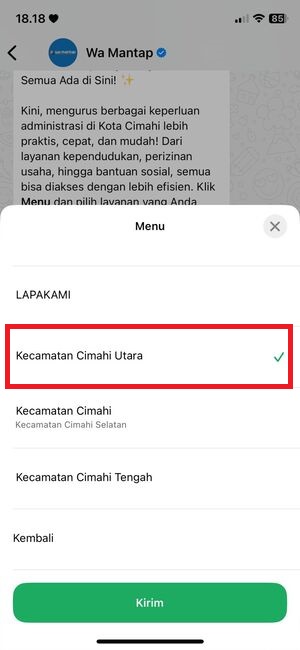 18.18
85
Wa Mantap
Semua Ada di Sini! ✨
Kini, mengurus berbagai keperluan
administrasi di Kota Cimahi lebih
praktis, cepat, dan mudah! Dari
layanan kependudukan, perizinan
usaha, hingga bantuan sosial, semua
bisa diakses dengan lebih efisien. Klik
Menu dan pilih layanan yang Anda
Menu
LAPAKAMI
Kecamatan Cimahi Utara
Kecamatan Cimahi
Kecamatan Cimahi Selatan
Kecamatan Cimahi Tengah
Kembali
Kirim